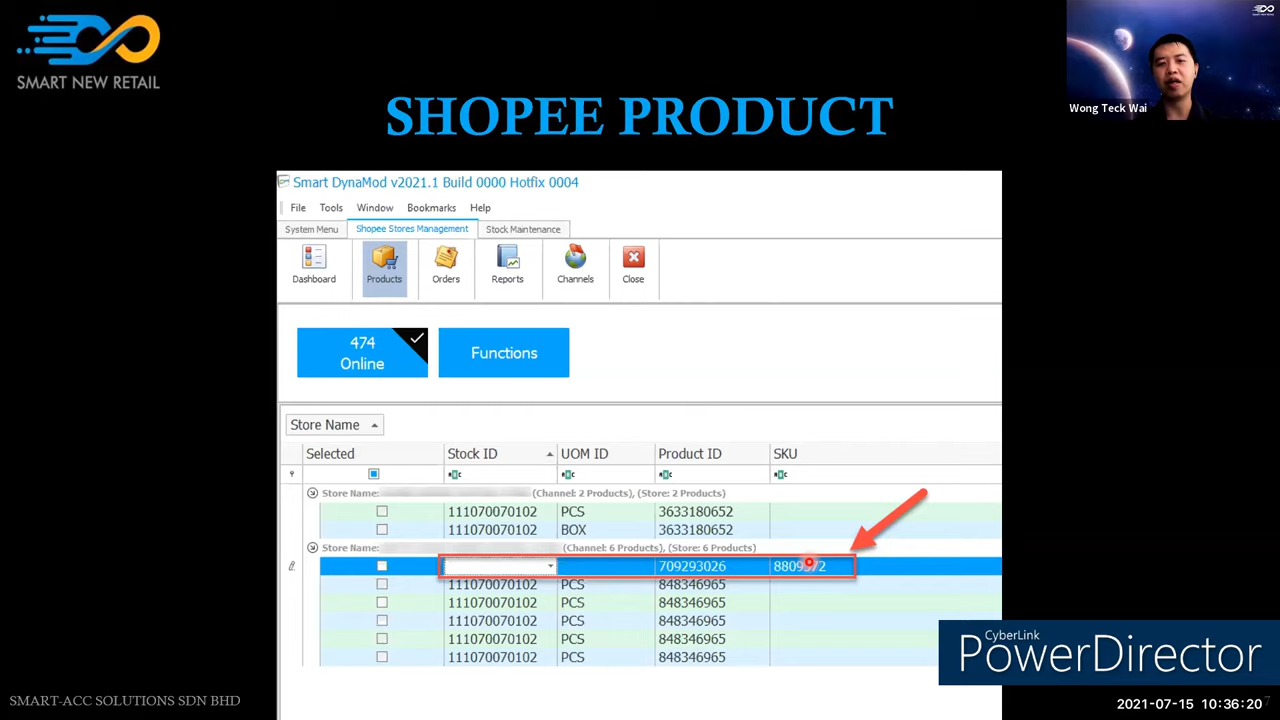 SMART NEW RETAIL
SMART NEW RETAIL
Wong Teck Wai
SHOPEE PRODUCT
Smart DynaMod v2021.1 Build 0000 Hotfix 0004
File Tools Window Bookmarks Help
System Menu Shopee Stores Management Stock Maintenance
Dashboard Products Orders Reports Channels Close
474
Online
Functions
Store Name
Selected Stock ID UOM ID Product ID SKU
Store Name: (Channel: 2 Products), (Store: 2 Products)
111070070102 PCS 3633180652
111070070102 BOX 3633180652
Store Name: (Channel: 6 Products), (Store: 6 Products)
709293026
111070070102 PCS 848346965
111070070102 PCS 848346965
111070070102 PCS 848346965
111070070102 PCS 848346965
111070070102 PCS 848346965
CyberLink
PowerDirector
SMART-ACC SOLUTIONS SDN BHD
2021-07-15 10:36:20
7